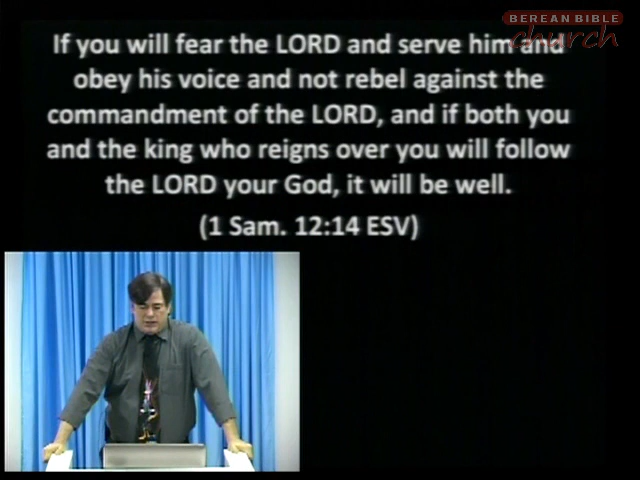 BEREAN BIBLE
church
If you will fear the LORD and serve him and
obey his voice and not rebel against the
commandment of the LORD, and if both you
and the king who reigns over you will follow
the LORD your God, it will be well.
(1 Sam. 12:14 ESV)